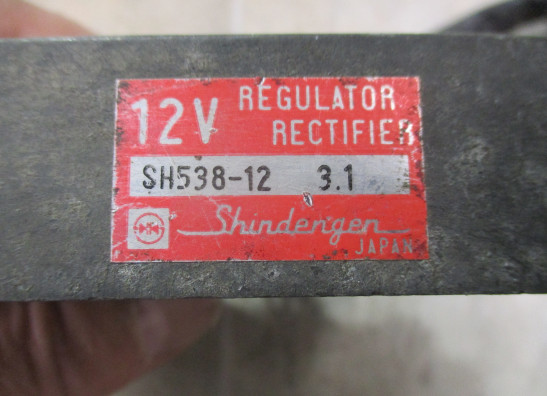 12V REGULATOR
RECTIFIER
SH538-12 3.1
Shindengen
JAPAN